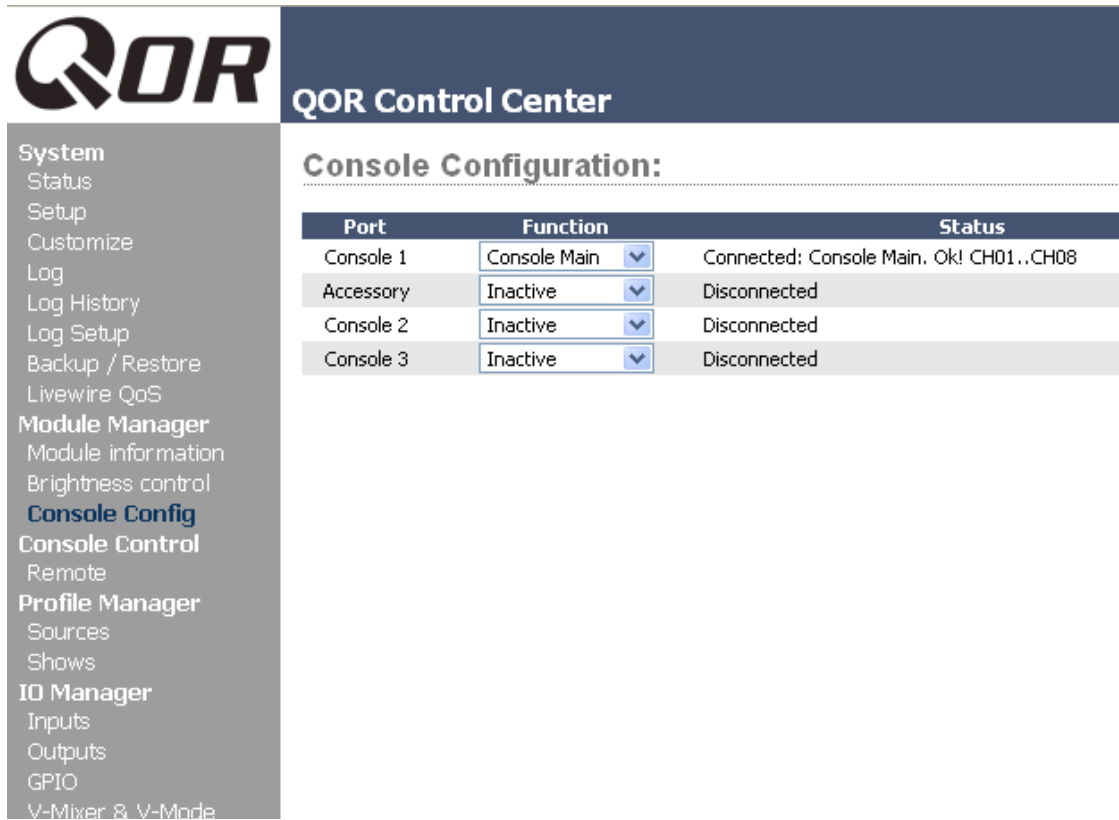 QOR
QOR Control Center
System
Status
Setup
Customize
Log
Log History
Log Setup
Backup / Restore
Livewire QoS
Module Manager
Module information
Brightness control
Console Config
Console Control
Remote
Profile Manager
Sources
Shows
IO Manager
Inputs
Outputs
GPIO
V-Mixer & V-Mode
Console Configuration:
Port Function Status
Console 1 Console Main Connected: Console Main. Ok! CH01..CH08
Accessory Inactive Disconnected
Console 2 Inactive Disconnected
Console 3 Inactive Disconnected